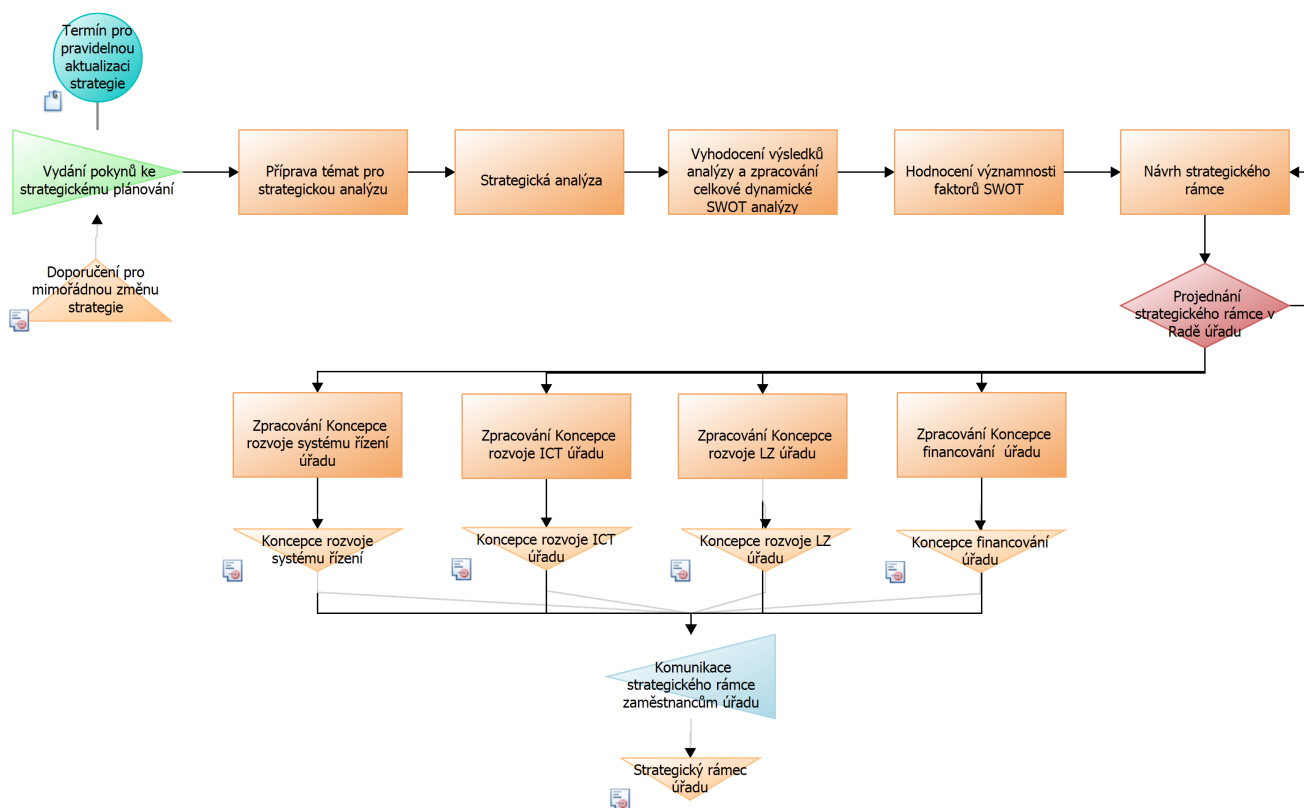 Termín pro
pravidelnou
aktualizaci
strategie
Vydání pokynů ke
strategickému plánování
Příprava témat pro
strategickou analýzu
Strategická analýza
Vyhodocení výsledků
analýzy a zpracování
celkové dynamické
SWOT analýzy
Hodnocení významnosti
faktorů SWOT
Návrh strategického
rámce
Doporučení pro
mimořádnou změnu
strategie
Projednání
strategického rámce v
Radě úřadu
Zpracování Koncepce
rozvoje systému řízení
úřadu
Zpracování Koncepce
rozvoje ICT úřadu
Zpracování Koncepce
rozvoje LZ úřadu
Zpracování Koncepce
financování  úřadu
Koncepce rozvoje
systému řízení
Koncepce rozvoje ICT
úřadu
Koncepce rozvoje LZ
úřadu
Koncepce financování
úřadu
Komunikace
strategického rámce
zaměstnancům úřadu
Strategický rámec
úřadu